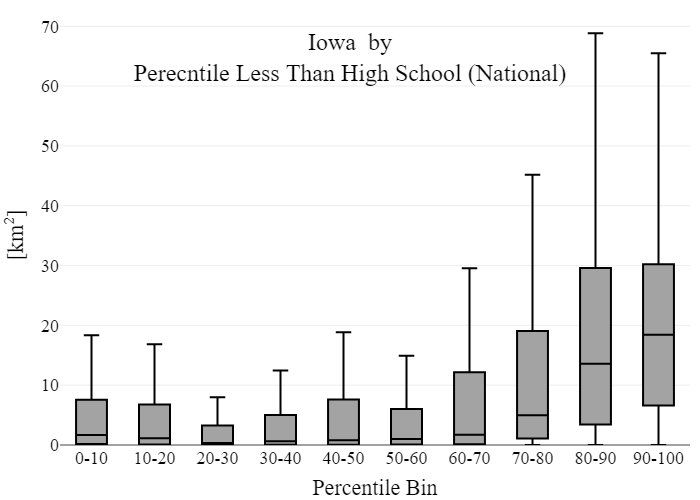 Iowa by
Perecntile Less Than High School (National)
70
60
50
40
30
20
10
0
[km²]
0-10 10-20 20-30 30-40 40-50 50-60 60-70 70-80 80-90 90-100
Percentile Bin